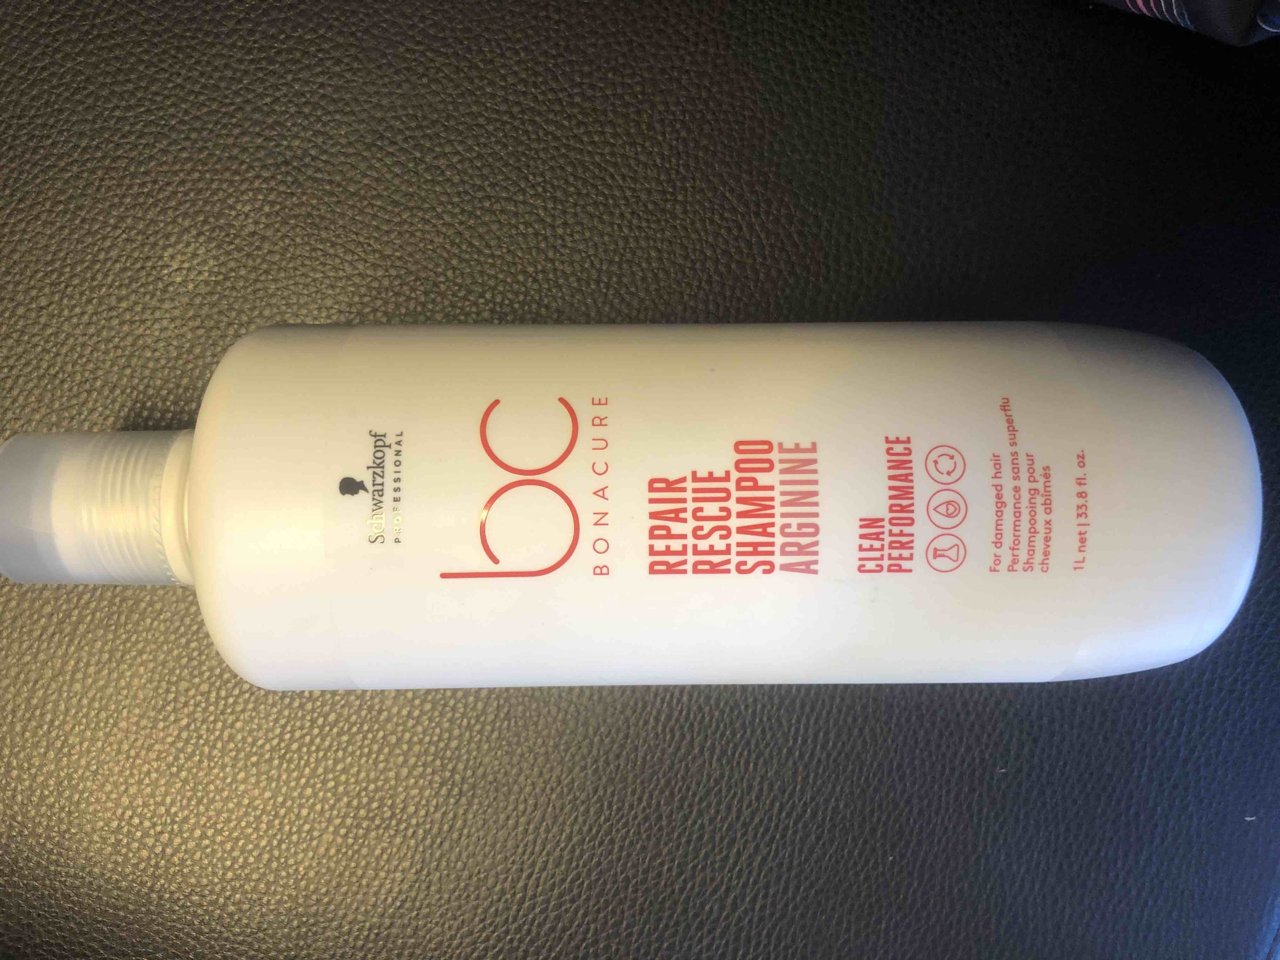 Schwarzkopf
PROFESSIONAL
bc
BONACURE
REPAIR
RESCUE
SHAMPOO
ARGININE
CLEAN
PERFORMANCE
For damaged hair
Performance sans superflu
Shampooing pour
cheveux abîmés
1 L net | 33.8 fl. oz.